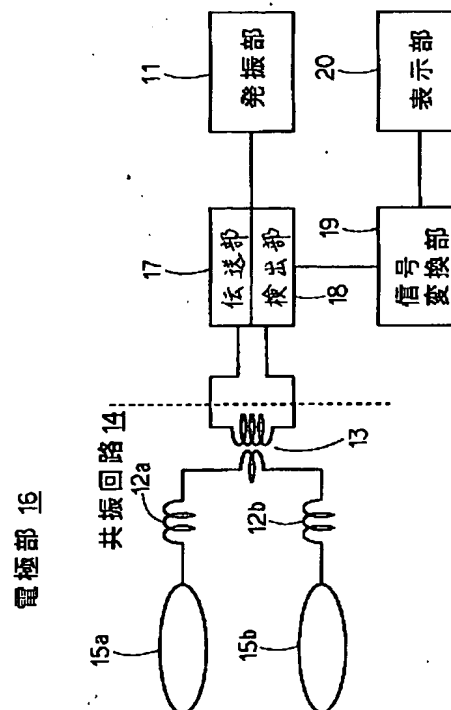 電極部 16
共振回路 14
12a
12b
13
15a
15b
17
伝送部
検出部
18
11
発振部
19
信号
変換部
20
表示部